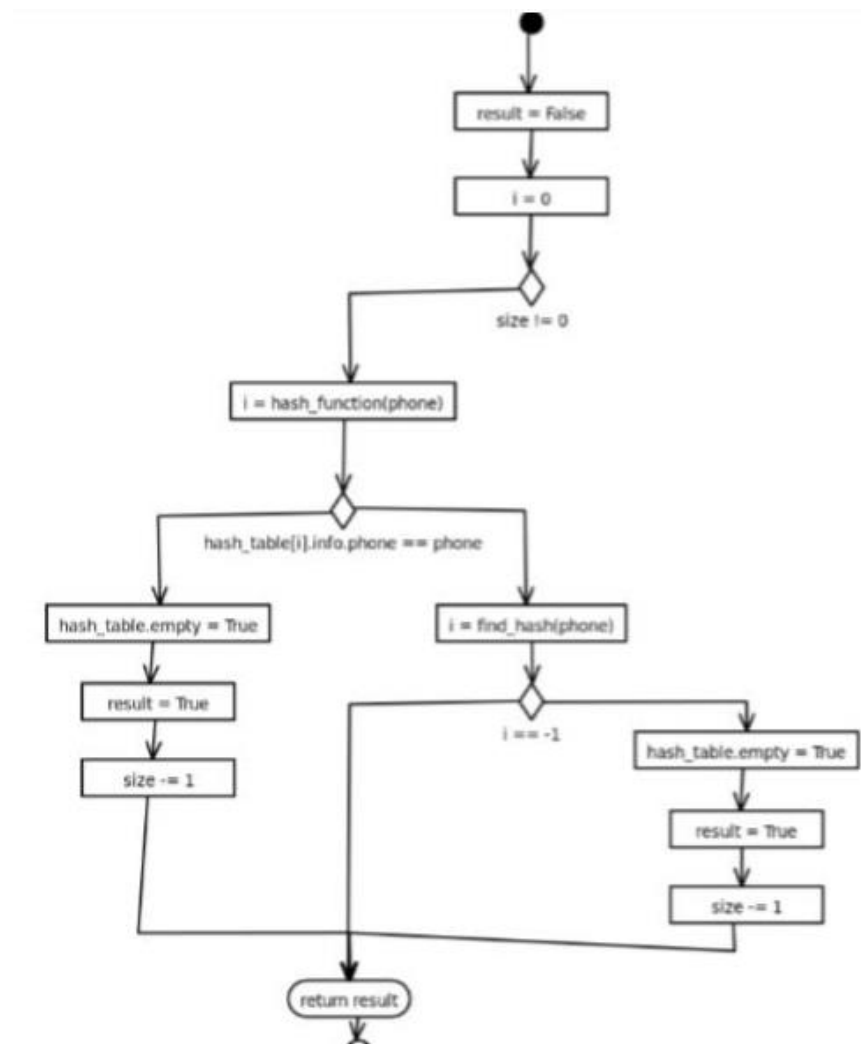 result = False
i = 0
size != 0
i = hash_function(phone)
hash_table[i].info.phone == phone
hash_table.empty = True
i = find_hash(phone)
result = True
i == -1
hash_table.empty = True
size -= 1
result = True
size -= 1
return result